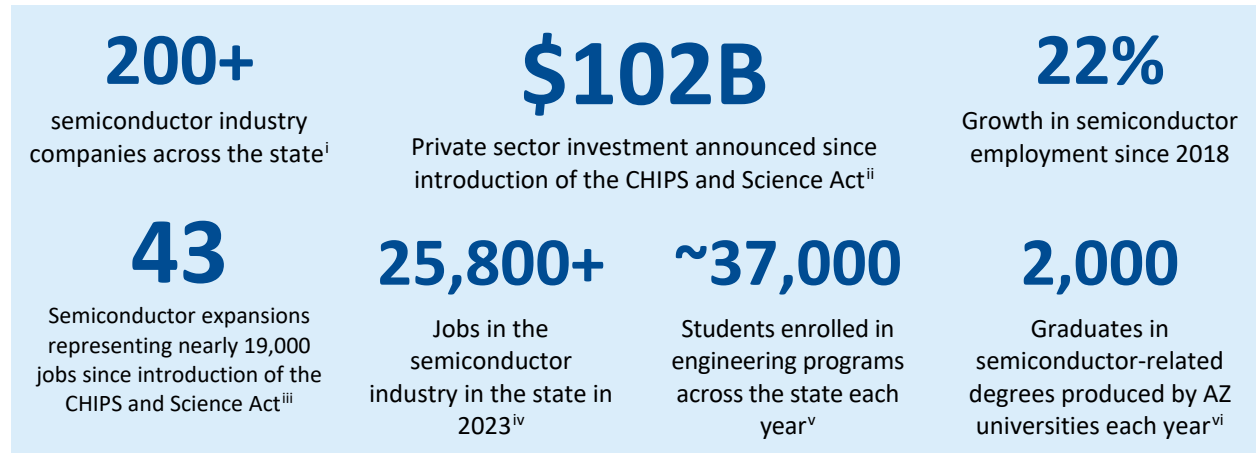 200+
semiconductor industry
companies across the stateⁱ
$102B
Private sector investment announced since
introduction of the CHIPS and Science Actⁱⁱ
22%
Growth in semiconductor
employment since 2018
43
Semiconductor expansions
representing nearly 19,000
jobs since introduction of the
CHIPS and Science Actⁱⁱⁱ
25,800+
Jobs in the
semiconductor
industry in the state in
2023ⁱᵛ
~37,000
Students enrolled in
engineering programs
across the state each
yearᵛ
2,000
Graduates in
semiconductor-related
degrees produced by AZ
universities each yearᵛⁱ